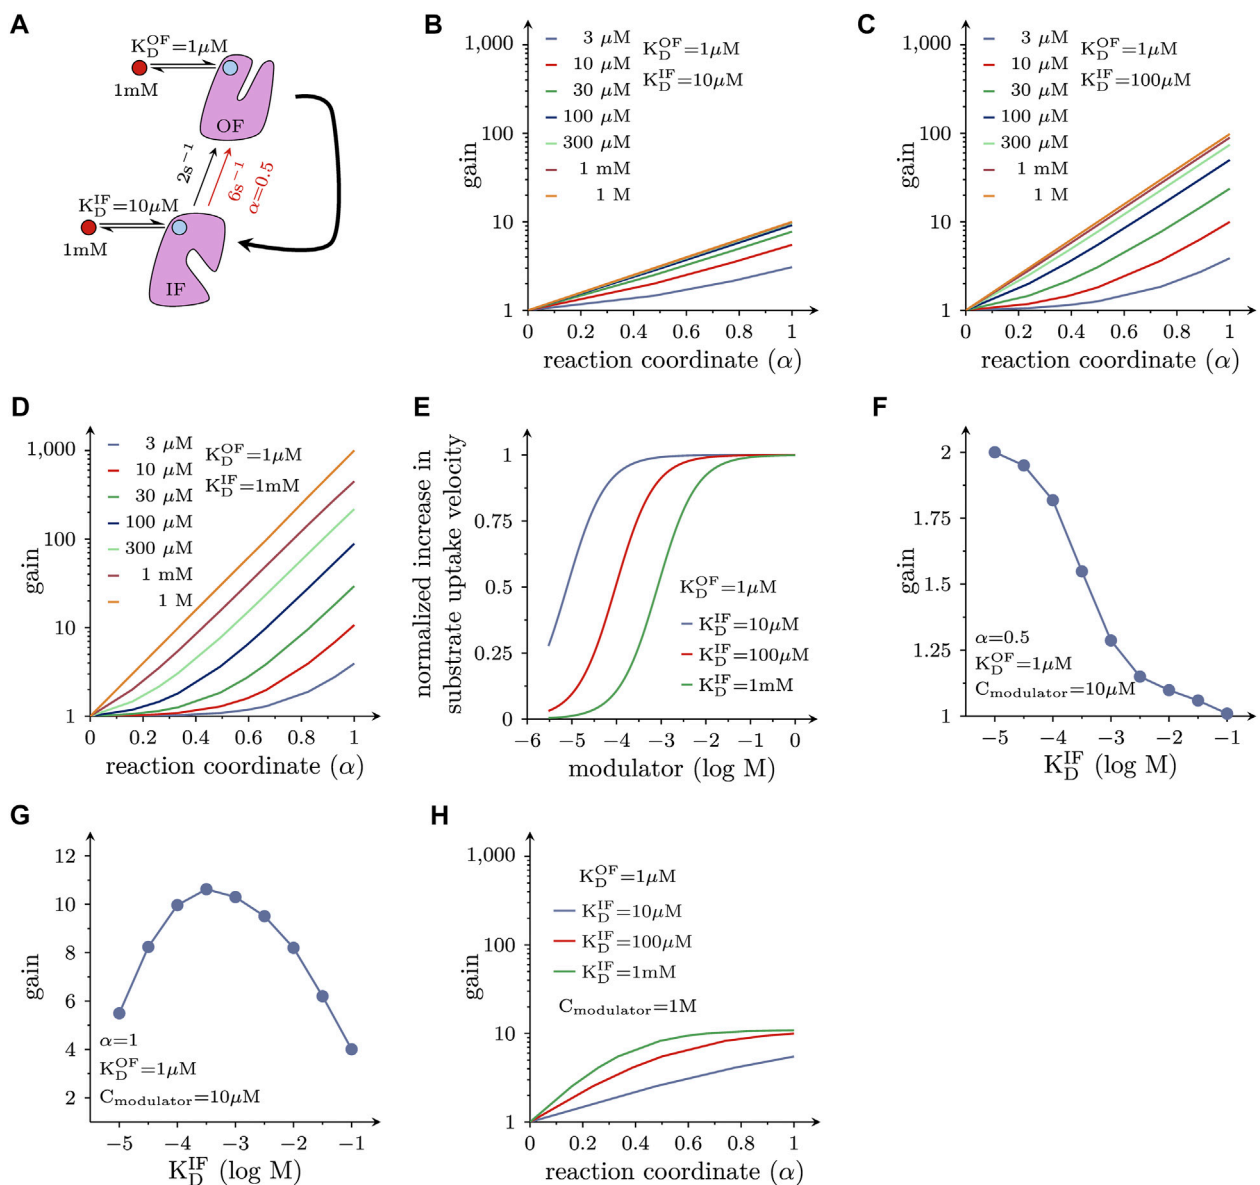 A
K_D^OF=1μM
1mM
OF
2s⁻¹
6s⁻¹
α=0.5
K_D^IF=10μM
1mM
IF
B
1,000
100
10
1
gain
3 μM
10 μM
30 μM
100 μM
300 μM
1 mM
1 M
K_D^OF=1μM
K_D^IF=10μM
0 0.2 0.4 0.6 0.8 1
reaction coordinate (α)
C
1,000
100
10
1
gain
3 μM
10 μM
30 μM
100 μM
300 μM
1 mM
1 M
K_D^OF=1μM
K_D^IF=100μM
0 0.2 0.4 0.6 0.8 1
reaction coordinate (α)
D
1,000
100
10
1
gain
3 μM
10 μM
30 μM
100 μM
300 μM
1 mM
1 M
K_D^OF=1μM
K_D^IF=1mM
0 0.2 0.4 0.6 0.8 1
reaction coordinate (α)
E
normalized increase in
substrate uptake velocity
1
0.75
0.5
0.25
0
K_D^OF=1μM
K_D^IF=10μM
K_D^IF=100μM
K_D^IF=1mM
−6 −5 −4 −3 −2 −1 0
modulator (log M)
F
2
1.75
1.5
1.25
1
gain
α=0.5
K_D^OF=1μM
C_modulator=10μM
−5 −4 −3 −2 −1
K_D^IF (log M)
G
12
10
8
6
4
2
gain
α=1
K_D^OF=1μM
C_modulator=10μM
−5 −4 −3 −2 −1
K_D^IF (log M)
H
1,000
100
10
1
gain
K_D^OF=1μM
K_D^IF=10μM
K_D^IF=100μM
K_D^IF=1mM
C_modulator=1M
0 0.2 0.4 0.6 0.8 1
reaction coordinate (α)